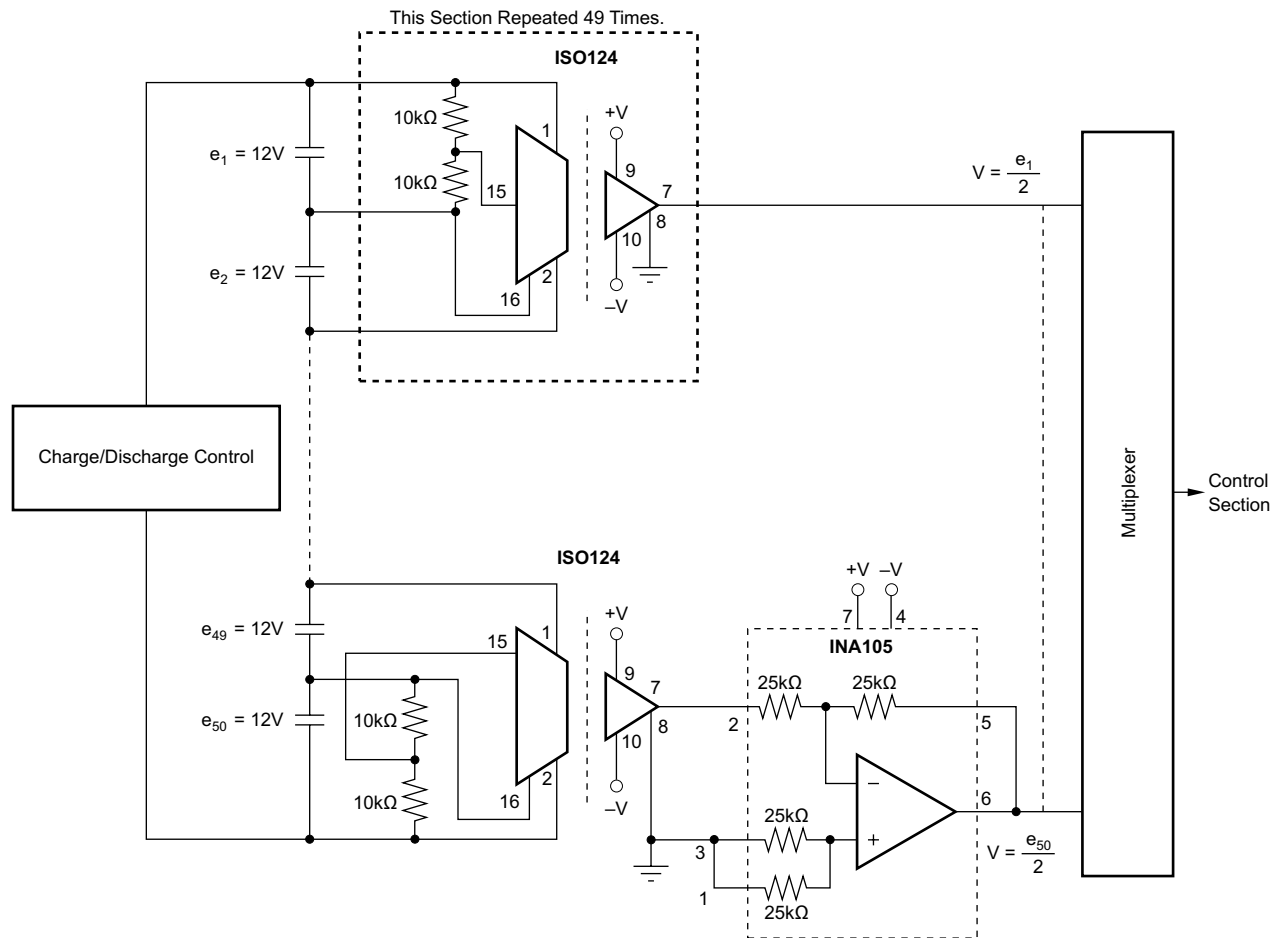 This Section Repeated 49 Times.
ISO124
10kΩ
10kΩ
e1 = 12V
e2 = 12V
1
15
2
16
+V
9
7
8
10
–V
V = e1/2
Charge/Discharge Control
Multiplexer
Control
Section
ISO124
e49 = 12V
e50 = 12V
10kΩ
10kΩ
15
1
2
16
+V
9
7
8
10
–V
+V –V
7 4
INA105
25kΩ 25kΩ
2
5
–
+
6
25kΩ
3
1
25kΩ
V = e50/2